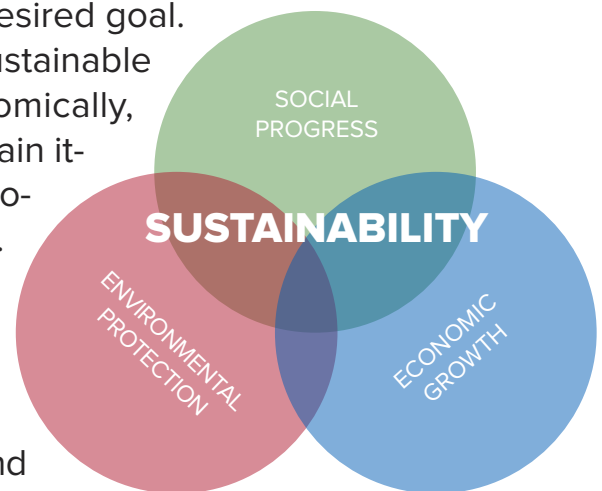 esired goal.
ustainable
omically,
ain it-
o-
.
nd
SOCIAL
PROGRESS
SUSTAINABILITY
ENVIRONMENTAL
PROTECTION
ECONOMIC
GROWTH